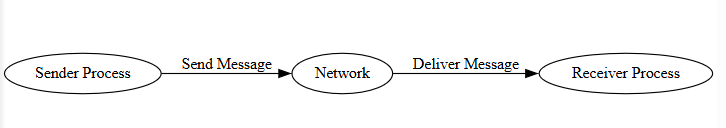 Sender Process
Send Message
Network
Deliver Message
Receiver Process